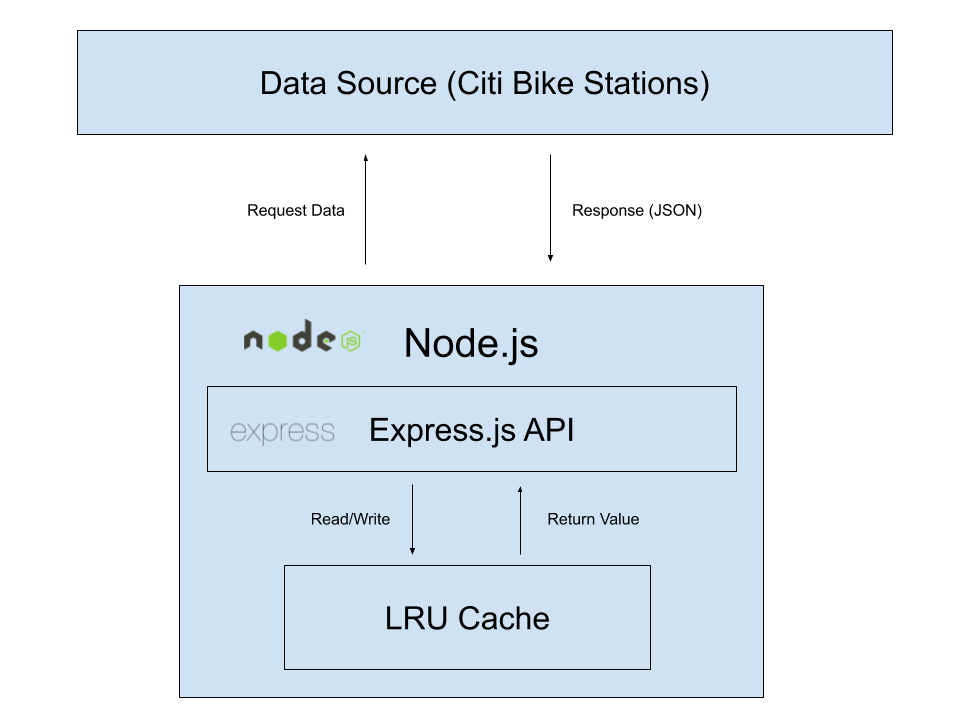 Data Source (Citi Bike Stations)
Request Data
Response (JSON)
node JS
Node.js
express
Express.js API
Read/Write
Return Value
LRU Cache